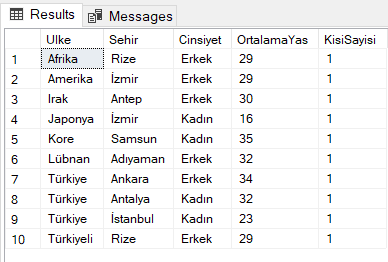 Results Messages
Ulke Sehir Cinsiyet OrtalamaYas KisiSayisi
1 Afrika Rize Erkek 29 1
2 Amerika İzmir Erkek 29 1
3 Irak Antep Erkek 30 1
4 Japonya İzmir Kadın 16 1
5 Kore Samsun Kadın 35 1
6 Lübnan Adıyaman Erkek 32 1
7 Türkiye Ankara Erkek 34 1
8 Türkiye Antalya Kadın 32 1
9 Türkiye İstanbul Kadın 23 1
10 Türkiyeli Rize Erkek 29 1